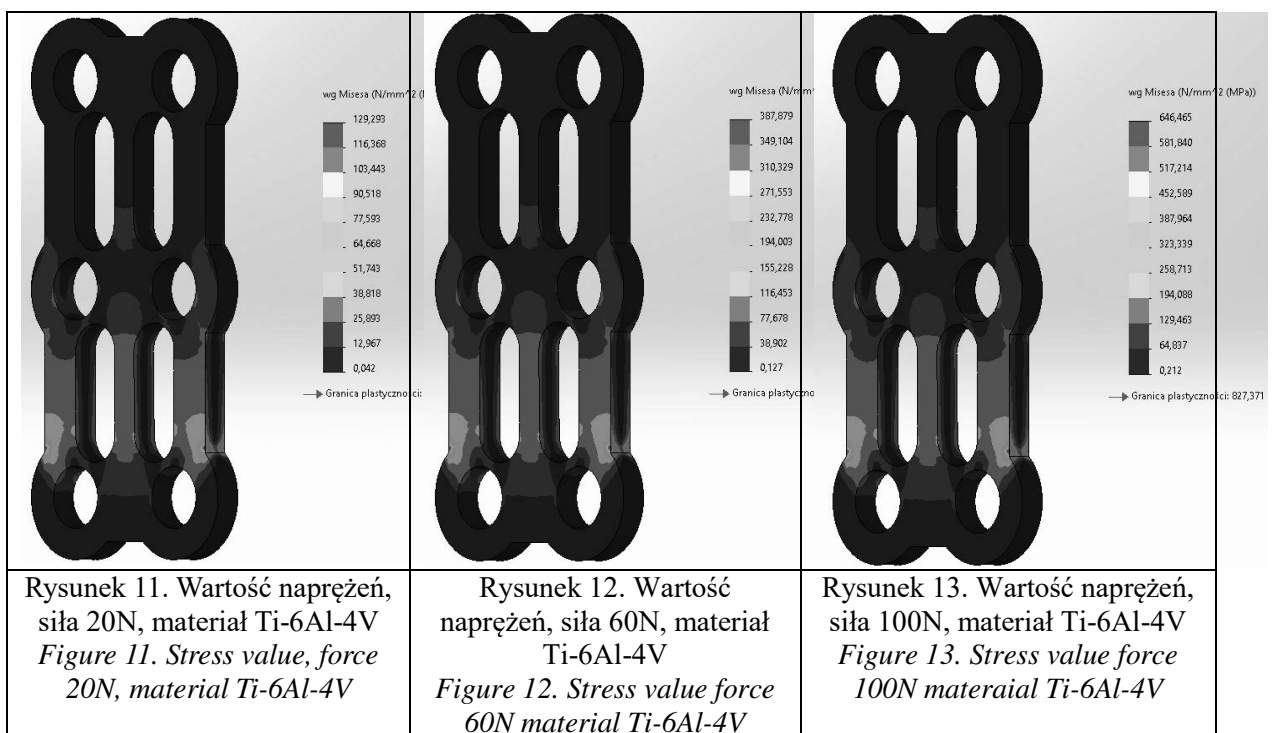 wg Misesa (N/mm^2 (
129,293
116,368
103,443
90,518
77,593
64,668
51,743
38,818
25,893
12,967
0,042
Granica plastyczności:
wg Misesa (N/mm^
387,879
349,104
310,329
271,553
232,778
194,003
155,228
116,453
77,678
38,902
0,127
Granica plastyczno
wg Misesa (N/mm^2 (MPa))
646,465
581,840
517,214
452,589
387,964
323,339
258,713
194,088
129,463
64,837
0,212
Granica plastyczności: 827,371
Rysunek 11. Wartość naprężeń,
siła 20N, materiał Ti-6Al-4V
Figure 11. Stress value, force
20N, material Ti-6Al-4V
Rysunek 12. Wartość
naprężeń, siła 60N, materiał
Ti-6Al-4V
Figure 12. Stress value force
60N material Ti-6Al-4V
Rysunek 13. Wartość naprężeń,
siła 100N, materiał Ti-6Al-4V
Figure 13. Stress value force
100N materaial Ti-6Al-4V